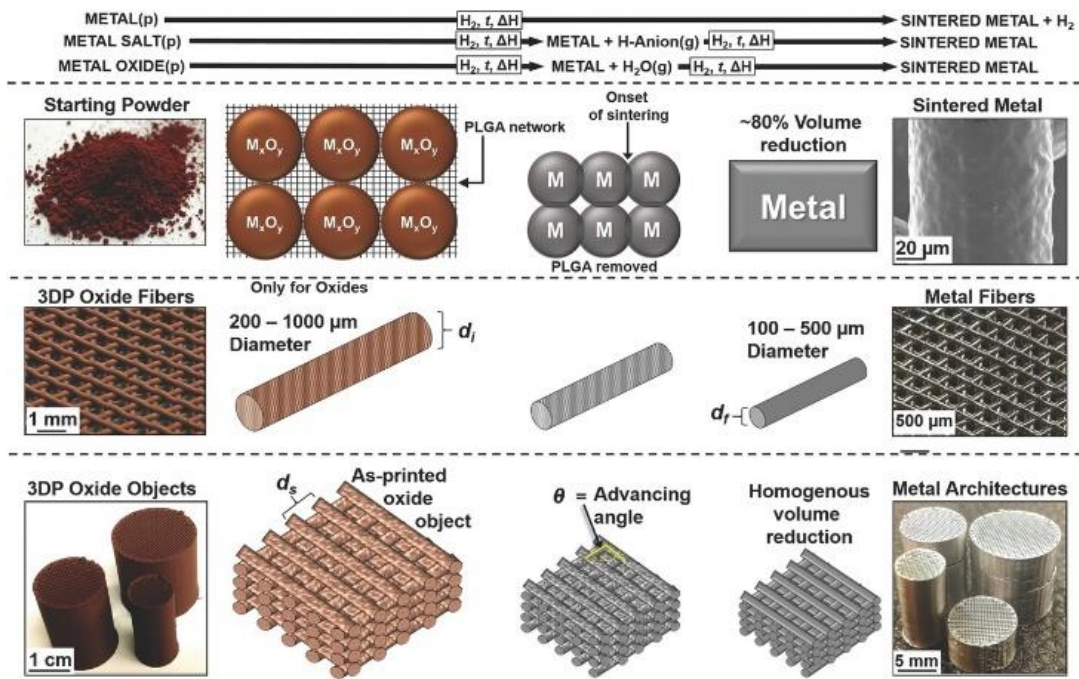 METAL(p) H₂, t, ΔH SINTERED METAL + H₂
METAL SALT(p) H₂, t, ΔH METAL + H-Anion(g) H₂, t, ΔH SINTERED METAL
METAL OXIDE(p) H₂, t, ΔH METAL + H₂O(g) H₂, t, ΔH SINTERED METAL
Starting Powder
MₓOᵧ MₓOᵧ MₓOᵧ
MₓOᵧ MₓOᵧ MₓOᵧ
PLGA network
Onset
of sintering
M M M
M M M
PLGA removed
~80% Volume
reduction
Metal
Sintered Metal
20 µm
3DP Oxide Fibers
1 mm
Only for Oxides
200 – 1000 µm
Diameter
dᵢ
100 – 500 µm
Diameter
d_f
Metal Fibers
500 µm
3DP Oxide Objects
1 cm
dₛ
As-printed
oxide
object
θ = Advancing
angle
Homogenous
volume
reduction
Metal Architectures
5 mm